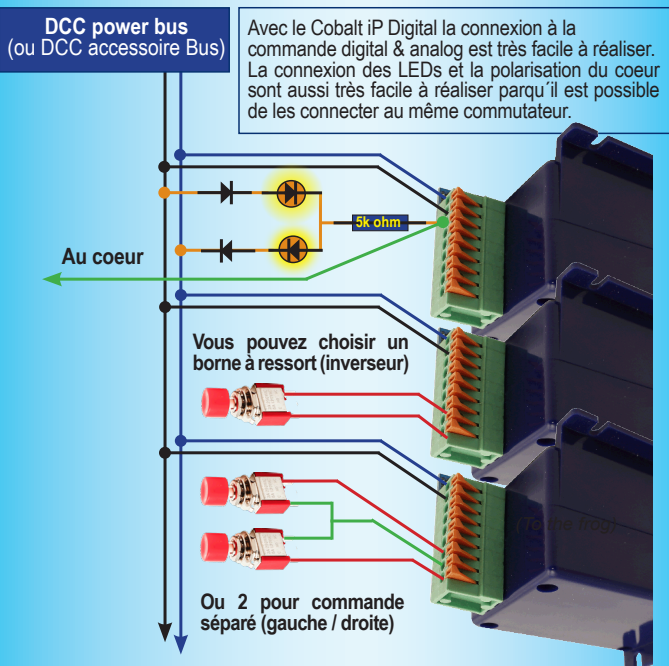 DCC power bus
(ou DCC accessoire Bus)
Avec le Cobalt iP Digital la connexion à la
commande digital & analog est très facile à réaliser.
La connexion des LEDs et la polarisation du coeur
sont aussi très facile à réaliser parqu´il est possible
de les connecter au même commutateur.
5k ohm
Au coeur
Vous pouvez choisir un
borne à ressort (inverseur)
(To the frog)
Ou 2 pour commande
séparé (gauche / droite)